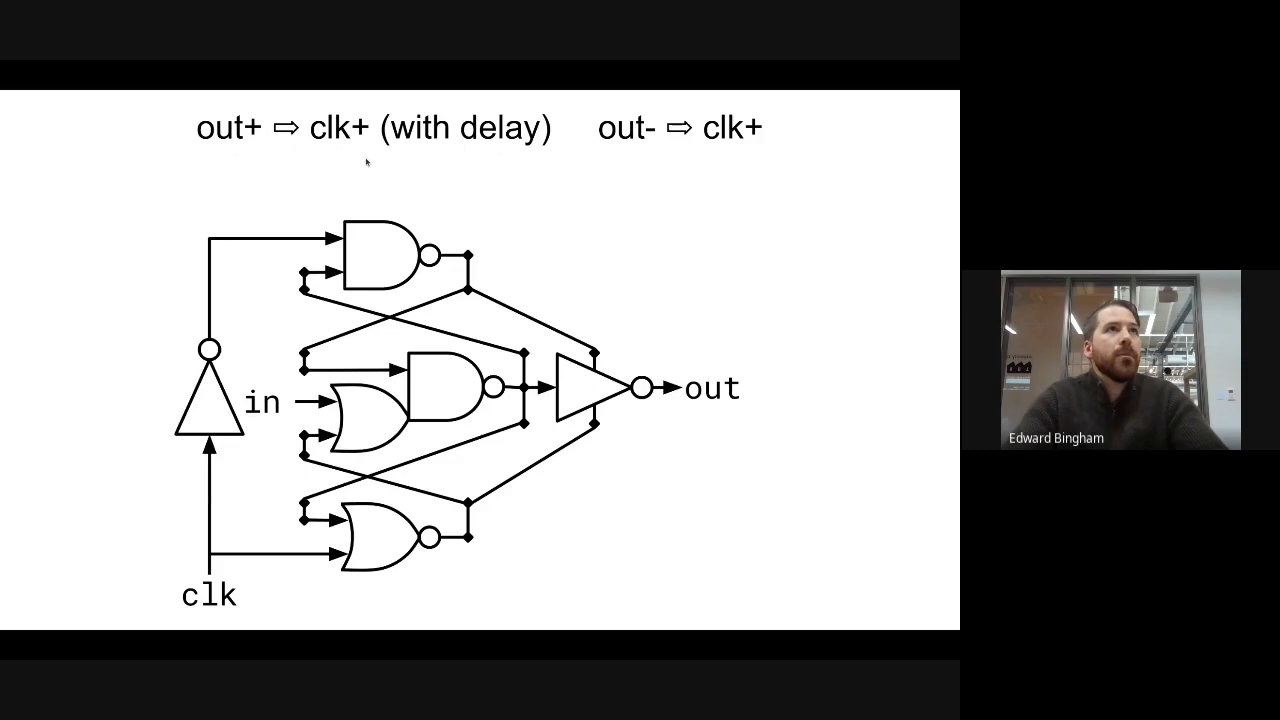 out+ ⇨ clk+ (with delay) out- ⇨ clk+
in
out
Edward Bingham
clk